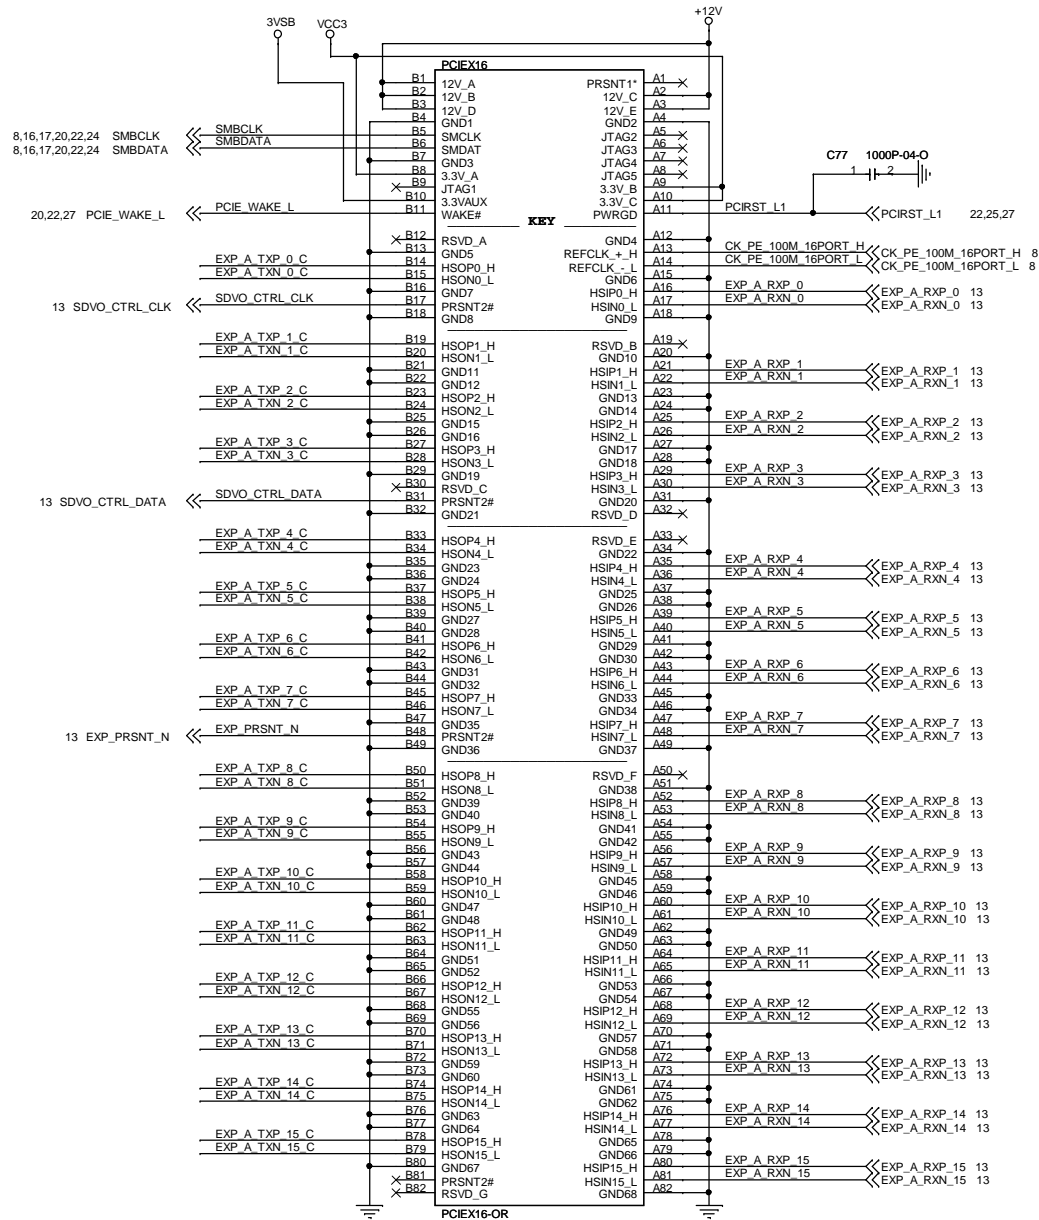 3VSB VCC3 +12V
PCIEX16
B1 12V_A PRSNT1* A1
B2 12V_B 12V_C A2
B3 12V_D 12V_E A3
B4 GND1 GND2 A4
8,16,17,20,22,24 SMBCLK SMBCLK B5 SMCLK JTAG2 A5
8,16,17,20,22,24 SMBDATA SMBDATA B6 SMDAT JTAG3 A6
B7 GND3 JTAG4 A7
B8 3.3V_A JTAG5 A8
C77 1000P-04-O
1 2
B9 JTAG1 3.3V_B A9
B10 3.3VAUX 3.3V_C A10
20,22,27 PCIE_WAKE_L PCIE_WAKE_L B11 WAKE# PWRGD A11 PCIRST_L1 PCIRST_L1 22,25,27
KEY
B12 RSVD_A GND4 A12
B13 GND5 REFCLK_+_H A13 CK_PE_100M_16PORT_H CK_PE_100M_16PORT_H 8
EXP_A_TXP_0_C B14 HSOP0_H REFCLK_-_L A14 CK_PE_100M_16PORT_L CK_PE_100M_16PORT_L 8
EXP_A_TXN_0_C B15 HSON0_L GND6 A15
B16 GND7 HSIP0_H A16 EXP_A_RXP_0 EXP_A_RXP_0 13
13 SDVO_CTRL_CLK SDVO_CTRL_CLK B17 PRSNT2# HSIN0_L A17 EXP_A_RXN_0 EXP_A_RXN_0 13
B18 GND8 GND9 A18
EXP_A_TXP_1_C B19 HSOP1_H RSVD_B A19
EXP_A_TXN_1_C B20 HSON1_L GND10 A20
B21 GND11 HSIP1_H A21 EXP_A_RXP_1 EXP_A_RXP_1 13
B22 GND12 HSIN1_L A22 EXP_A_RXN_1 EXP_A_RXN_1 13
EXP_A_TXP_2_C B23 HSOP2_H GND13 A23
EXP_A_TXN_2_C B24 HSON2_L GND14 A24
B25 GND15 HSIP2_H A25 EXP_A_RXP_2 EXP_A_RXP_2 13
B26 GND16 HSIN2_L A26 EXP_A_RXN_2 EXP_A_RXN_2 13
EXP_A_TXP_3_C B27 HSOP3_H GND17 A27
EXP_A_TXN_3_C B28 HSON3_L GND18 A28
B29 GND19 HSIP3_H A29 EXP_A_RXP_3 EXP_A_RXP_3 13
B30 RSVD_C HSIN3_L A30 EXP_A_RXN_3 EXP_A_RXN_3 13
13 SDVO_CTRL_DATA SDVO_CTRL_DATA B31 PRSNT2# GND20 A31
B32 GND21 RSVD_D A32
EXP_A_TXP_4_C B33 HSOP4_H RSVD_E A33
EXP_A_TXN_4_C B34 HSON4_L GND22 A34
B35 GND23 HSIP4_H A35 EXP_A_RXP_4 EXP_A_RXP_4 13
B36 GND24 HSIN4_L A36 EXP_A_RXN_4 EXP_A_RXN_4 13
EXP_A_TXP_5_C B37 HSOP5_H GND25 A37
EXP_A_TXN_5_C B38 HSON5_L GND26 A38
B39 GND27 HSIP5_H A39 EXP_A_RXP_5 EXP_A_RXP_5 13
B40 GND28 HSIN5_L A40 EXP_A_RXN_5 EXP_A_RXN_5 13
EXP_A_TXP_6_C B41 HSOP6_H GND29 A41
EXP_A_TXN_6_C B42 HSON6_L GND30 A42
B43 GND31 HSIP6_H A43 EXP_A_RXP_6 EXP_A_RXP_6 13
B44 GND32 HSIN6_L A44 EXP_A_RXN_6 EXP_A_RXN_6 13
EXP_A_TXP_7_C B45 HSOP7_H GND33 A45
EXP_A_TXN_7_C B46 HSON7_L GND34 A46
B47 GND35 HSIP7_H A47 EXP_A_RXP_7 EXP_A_RXP_7 13
13 EXP_PRSNT_N EXP_PRSNT_N B48 PRSNT2# HSIN7_L A48 EXP_A_RXN_7 EXP_A_RXN_7 13
B49 GND36 GND37 A49
EXP_A_TXP_8_C B50 HSOP8_H RSVD_F A50
EXP_A_TXN_8_C B51 HSON8_L GND38 A51
B52 GND39 HSIP8_H A52 EXP_A_RXP_8 EXP_A_RXP_8 13
B53 GND40 HSIN8_L A53 EXP_A_RXN_8 EXP_A_RXN_8 13
EXP_A_TXP_9_C B54 HSOP9_H GND41 A54
EXP_A_TXN_9_C B55 HSON9_L GND42 A55
B56 GND43 HSIP9_H A56 EXP_A_RXP_9 EXP_A_RXP_9 13
B57 GND44 HSIN9_L A57 EXP_A_RXN_9 EXP_A_RXN_9 13
EXP_A_TXP_10_C B58 HSOP10_H GND45 A58
EXP_A_TXN_10_C B59 HSON10_L GND46 A59
B60 GND47 HSIP10_H A60 EXP_A_RXP_10 EXP_A_RXP_10 13
B61 GND48 HSIN10_L A61 EXP_A_RXN_10 EXP_A_RXN_10 13
EXP_A_TXP_11_C B62 HSOP11_H GND49 A62
EXP_A_TXN_11_C B63 HSON11_L GND50 A63
B64 GND51 HSIP11_H A64 EXP_A_RXP_11 EXP_A_RXP_11 13
B65 GND52 HSIN11_L A65 EXP_A_RXN_11 EXP_A_RXN_11 13
EXP_A_TXP_12_C B66 HSOP12_H GND53 A66
EXP_A_TXN_12_C B67 HSON12_L GND54 A67
B68 GND55 HSIP12_H A68 EXP_A_RXP_12 EXP_A_RXP_12 13
B69 GND56 HSIN12_L A69 EXP_A_RXN_12 EXP_A_RXN_12 13
EXP_A_TXP_13_C B70 HSOP13_H GND57 A70
EXP_A_TXN_13_C B71 HSON13_L GND58 A71
B72 GND59 HSIP13_H A72 EXP_A_RXP_13 EXP_A_RXP_13 13
B73 GND60 HSIN13_L A73 EXP_A_RXN_13 EXP_A_RXN_13 13
EXP_A_TXP_14_C B74 HSOP14_H GND61 A74
EXP_A_TXN_14_C B75 HSON14_L GND62 A75
B76 GND63 HSIP14_H A76 EXP_A_RXP_14 EXP_A_RXP_14 13
B77 GND64 HSIN14_L A77 EXP_A_RXN_14 EXP_A_RXN_14 13
EXP_A_TXP_15_C B78 HSOP15_H GND65 A78
EXP_A_TXN_15_C B79 HSON15_L GND66 A79
B80 GND67 HSIP15_H A80 EXP_A_RXP_15 EXP_A_RXP_15 13
B81 PRSNT2# HSIN15_L A81 EXP_A_RXN_15 EXP_A_RXN_15 13
B82 RSVD_G GND68 A82
PCIEX16-OR